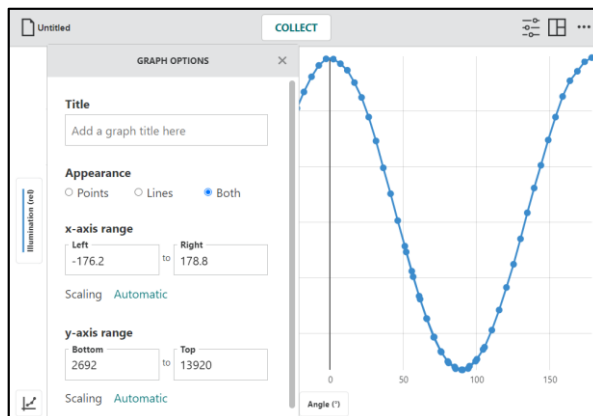 Untitled
COLLECT
GRAPH OPTIONS
Title
Add a graph title here
Appearance
Points
Lines
Both
x-axis range
Left
-176.2
to
Right
178.8
Scaling Automatic
y-axis range
Bottom
2692
to
Top
13920
Scaling Automatic
Illumination (rel)
0
50
100
150
Angle (°)